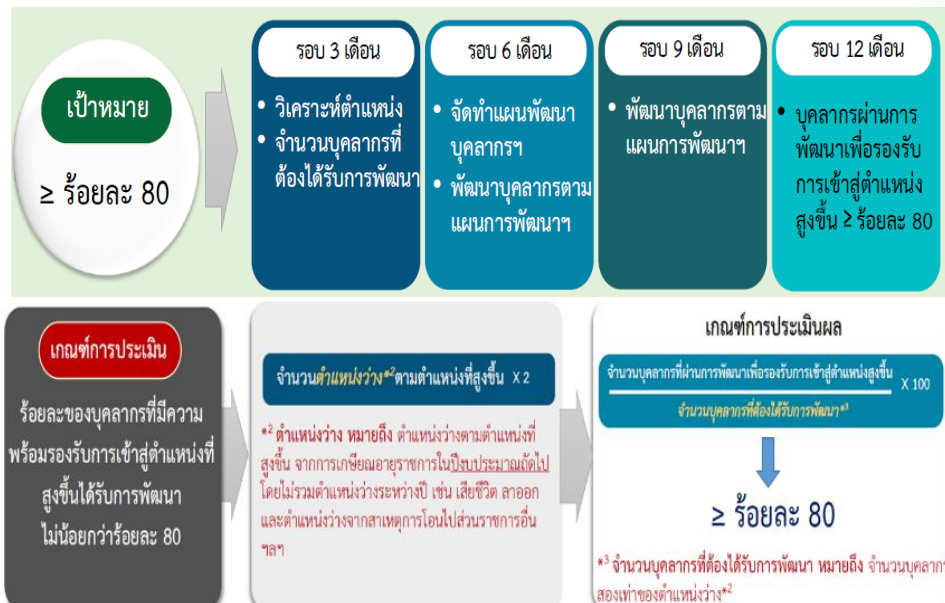 เป้าหมาย
≥ ร้อยละ 80
รอบ 3 เดือน
• วิเคราะห์ตำแหน่ง
• จำนวนบุคลากรที่
ต้องได้รับการพัฒนา
รอบ 6 เดือน
• จัดทำแผนพัฒนา
บุคลากรฯ
• พัฒนาบุคลากรตาม
แผนการพัฒนาฯ
รอบ 9 เดือน
• พัฒนาบุคลากรตาม
แผนการพัฒนาฯ
รอบ 12 เดือน
• บุคลากรผ่านการ
พัฒนาเพื่อรองรับ
การเข้าสู่ตำแหน่ง
สูงขึ้น ≥ ร้อยละ 80
เกณฑ์การประเมิน
ร้อยละของบุคลากรที่มีความ
พร้อมรองรับการเข้าสู่ตำแหน่งที่
สูงขึ้นได้รับการพัฒนา
ไม่น้อยกว่าร้อยละ 80
จำนวนตำแหน่งว่าง*2ตามตำแหน่งที่สูงขึ้น X 2
*2 ตำแหน่งว่าง หมายถึง ตำแหน่งว่างตามตำแหน่งที่
สูงขึ้น จากการเกษียณอายุราชการในปีงบประมาณถัดไป
โดยไม่รวมตำแหน่งว่างระหว่างปี เช่น เสียชีวิต ลาออก
และตำแหน่งว่างจากสาเหตุการโอนไปส่วนราชการอื่น
ฯลฯ
เกณฑ์การประเมินผล
จำนวนบุคลากรที่ผ่านการพัฒนาเพื่อรองรับการเข้าสู่ตำแหน่งสูงขึ้น
X 100
จำนวนบุคลากรที่ต้องได้รับการพัฒนา*3
≥ ร้อยละ 80
*3 จำนวนบุคลากรที่ต้องได้รับการพัฒนา หมายถึง จำนวนบุคลากร
สองเท่าของตำแหน่งว่าง*2